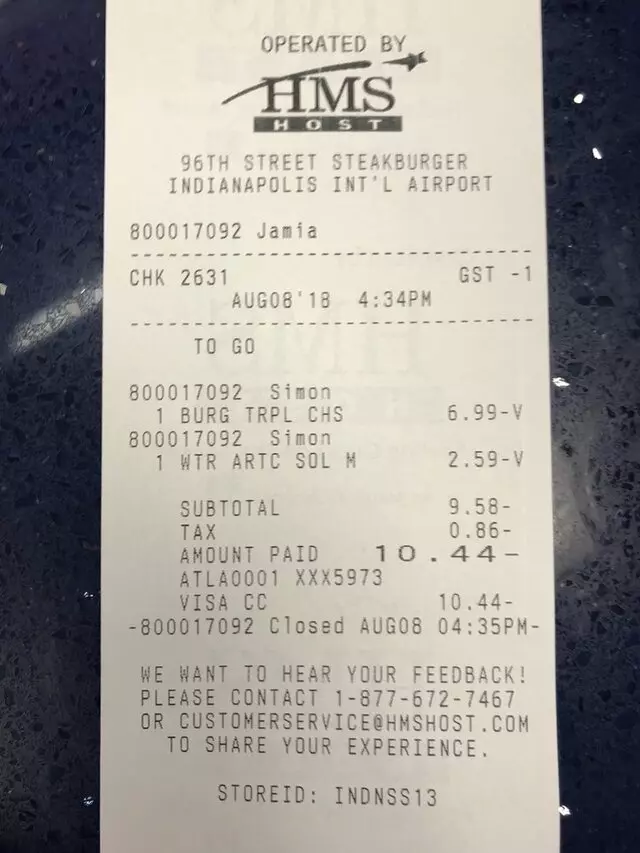 OPERATED BY
HMS
HOST
96TH STREET STEAKBURGER
INDIANAPOLIS INT'L AIRPORT
800017092 Jamia
CHK 2631 GST -1
AUG08'18 4:34PM
TO GO
800017092 Simon
1 BURG TRPL CHS 6.99-V
800017092 Simon
1 WTR ARTC SOL M 2.59-V
SUBTOTAL 9.58-
TAX 0.86-
AMOUNT PAID 10.44-
ATLA0001 XXX5973
VISA CC 10.44-
-800017092 Closed AUG08 04:35PM-
WE WANT TO HEAR YOUR FEEDBACK!
PLEASE CONTACT 1-877-672-7467
OR CUSTOMERSERVICE@HMSHOST.COM
TO SHARE YOUR EXPERIENCE.
STOREID: INDNSS13